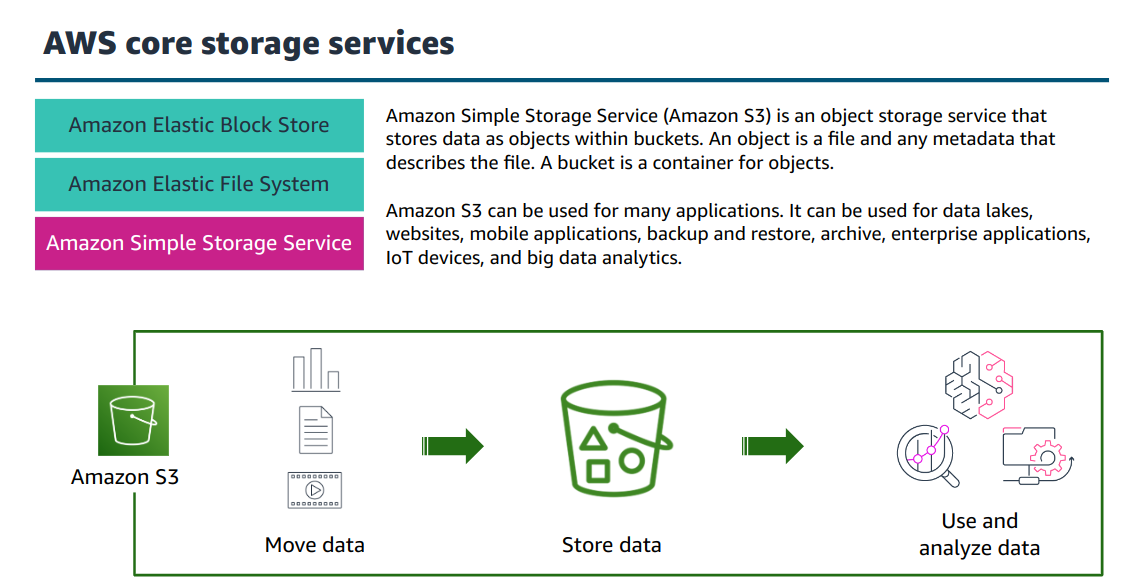 AWS core storage services
Amazon Elastic Block Store
Amazon Elastic File System
Amazon Simple Storage Service
Amazon Simple Storage Service (Amazon S3) is an object storage service that
stores data as objects within buckets. An object is a file and any metadata that
describes the file. A bucket is a container for objects.
Amazon S3 can be used for many applications. It can be used for data lakes,
websites, mobile applications, backup and restore, archive, enterprise applications,
IoT devices, and big data analytics.
Amazon S3
Move data
Store data
Use and
analyze data